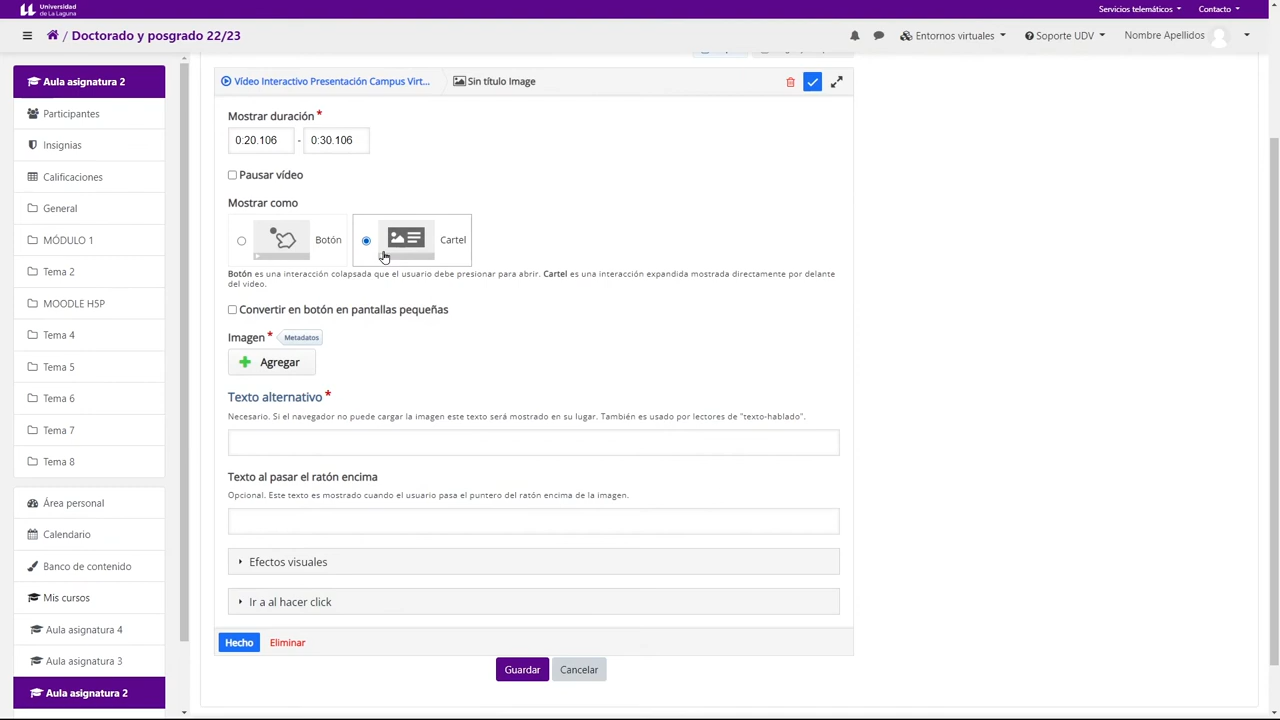 Universidad
de La Laguna
Servicios telemáticos
Contacto
/ Doctorado y posgrado 22/23
Entornos virtuales
Soporte UDV
Nombre Apellidos
Aula asignatura 2
Participantes
Insignias
Calificaciones
General
MÓDULO 1
Tema 2
MOODLE H5P
Tema 4
Tema 5
Tema 6
Tema 7
Tema 8
Área personal
Calendario
Banco de contenido
Mis cursos
Aula asignatura 4
Aula asignatura 3
Aula asignatura 2
Vídeo Interactivo Presentación Campus Virt...
Sin título Image
Mostrar duración *
0:20.106 - 0:30.106
Pausar vídeo
Mostrar como
Botón
Cartel
Botón es una interacción colapsada que el usuario debe presionar para abrir. Cartel es una interacción expandida mostrada directamente por delante
del video.
Convertir en botón en pantallas pequeñas
Imagen * Metadatos
Agregar
Texto alternativo *
Necesario. Si el navegador no puede cargar la imagen este texto será mostrado en su lugar. También es usado por lectores de "texto-hablado".
Texto al pasar el ratón encima
Opcional. Este texto es mostrado cuando el usuario pasa el puntero del ratón encima de la imagen.
Efectos visuales
Ir a al hacer click
Hecho
Eliminar
Guardar
Cancelar